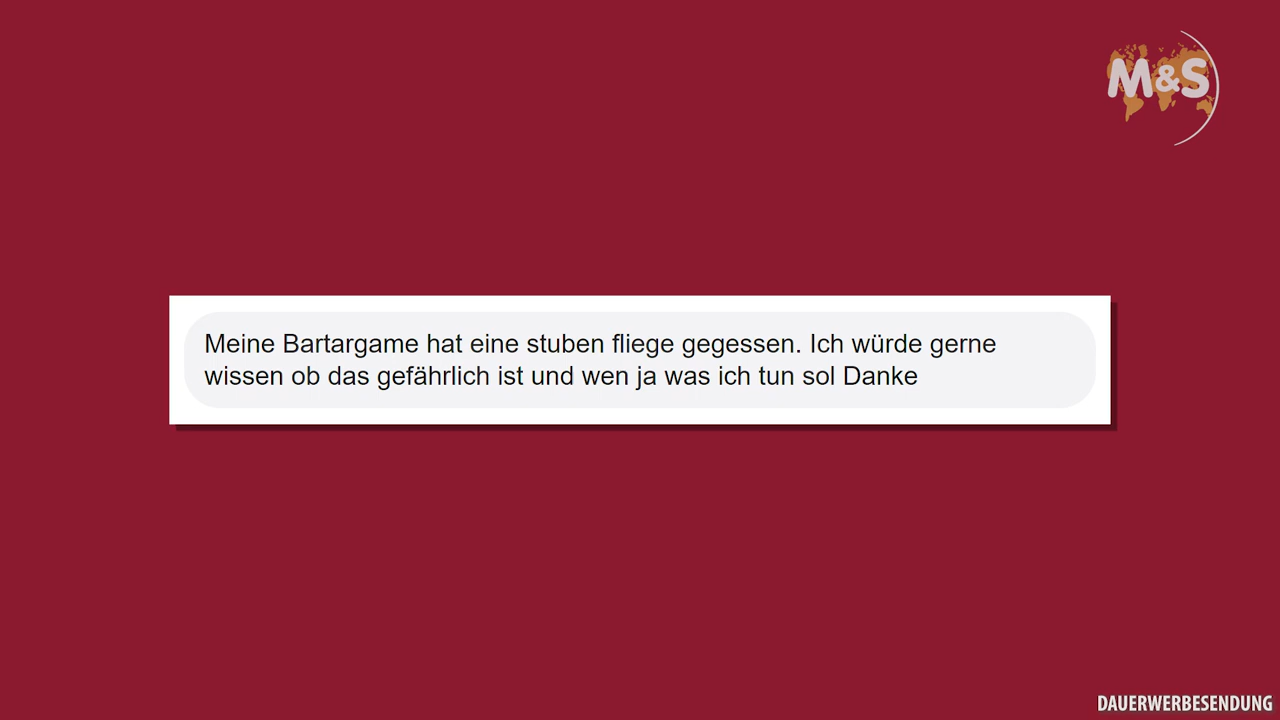 M&S
Meine Bartargame hat eine stuben fliege gegessen. Ich würde gerne
wissen ob das gefährlich ist und wen ja was ich tun sol Danke
DAUERWERBESENDUNG